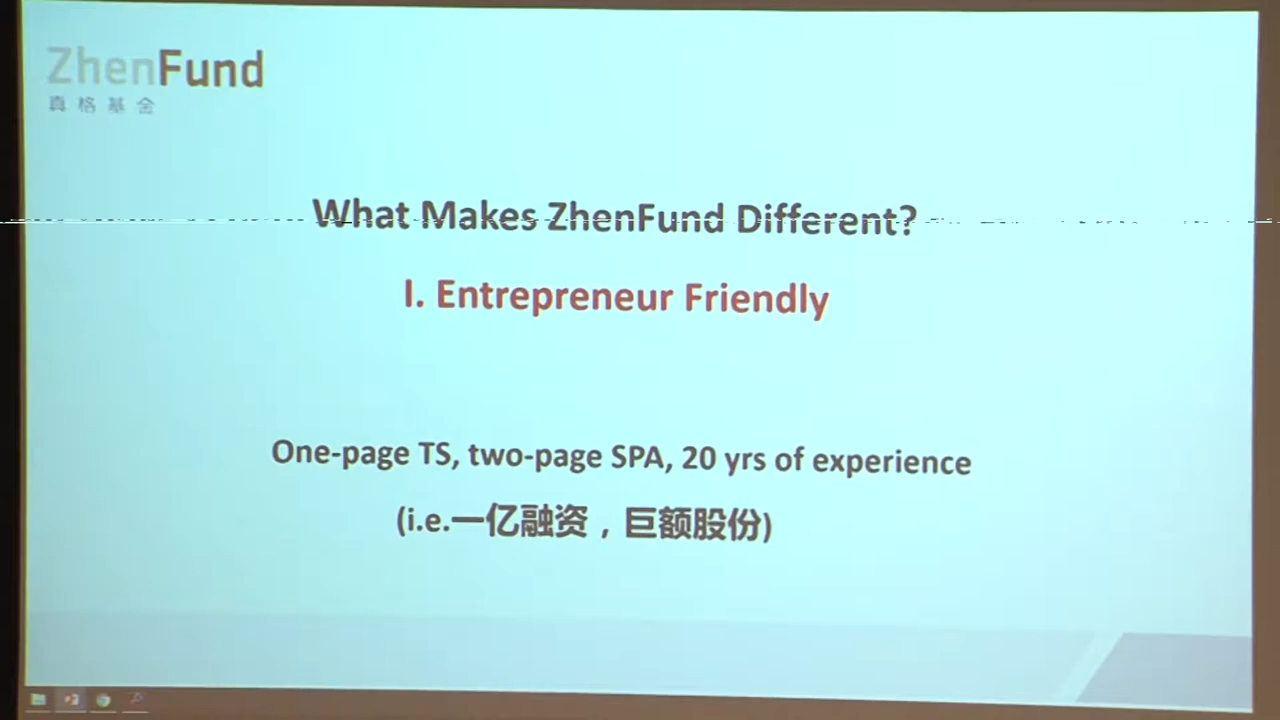 ZhenFund
真格基金
What Makes ZhenFund Different?
I. Entrepreneur Friendly
One-page TS, two-page SPA, 20 yrs of experience
(i.e.一亿融资，巨额股份)